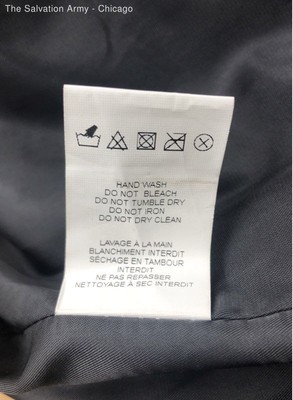 The Salvation Army - Chicago
HAND WASH
DO NOT BLEACH
DO NOT TUMBLE DRY
DO NOT IRON
DO NOT DRY CLEAN
LAVAGE À LA MAIN
BLANCHIMENT INTERDIT
SÉCHAGE EN TAMBOUR
INTERDIT
NE PAS REPASSER
NETTOYAGE À SEC INTERDIT